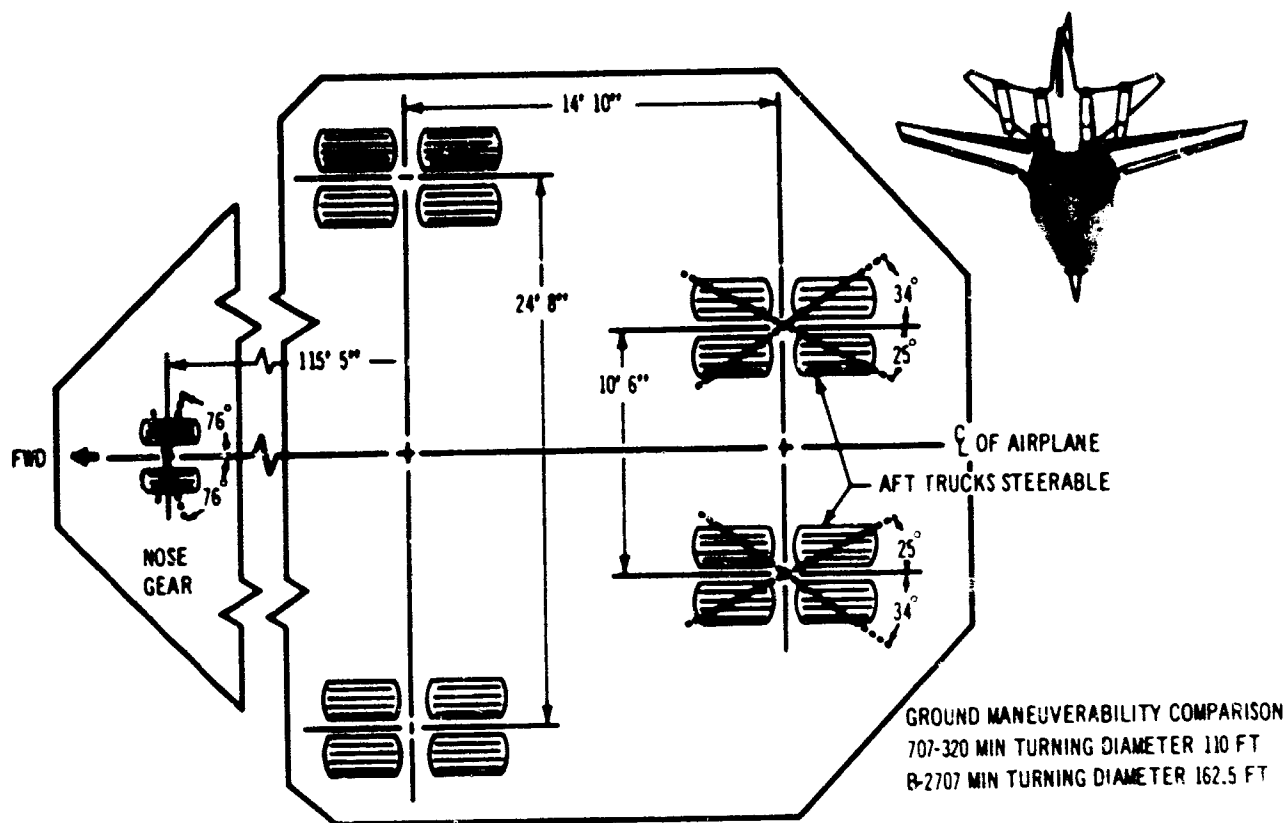 14' 10"
24' 8"
34°
25°
10' 6"
115' 5"
76°
76°
FWD
℄ OF AIRPLANE
AFT TRUCKS STEERABLE
25°
34°
NOSE
GEAR
GROUND MANEUVERABILITY COMPARISON
707-320 MIN TURNING DIAMETER 110 FT
B-2707 MIN TURNING DIAMETER 162.5 FT